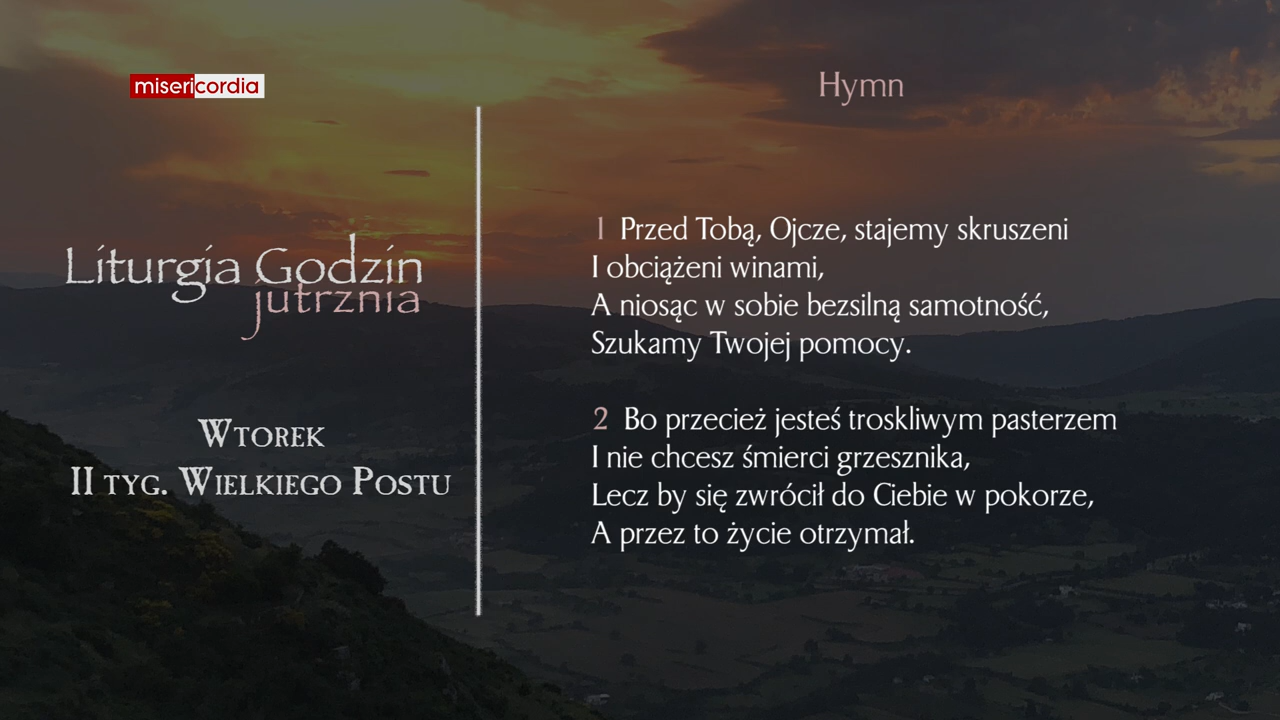 misericordia
Liturgia Godzin
jutrznia
Wtorek
II tyg. Wielkiego Postu
Hymn
1 Przed Tobą, Ojcze, stajemy skruszeni
I obciążeni winami,
A niosąc w sobie bezsilną samotność,
Szukamy Twojej pomocy.
2 Bo przecież jesteś troskliwym pasterzem
I nie chcesz śmierci grzesznika,
Lecz by się zwrócił do Ciebie w pokorze,
A przez to życie otrzymał.